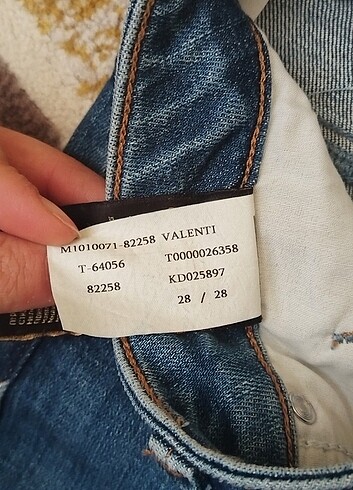 M1010071-82258 VALENTI
T-64056 T0000026358
82258 KD025897
28 / 28